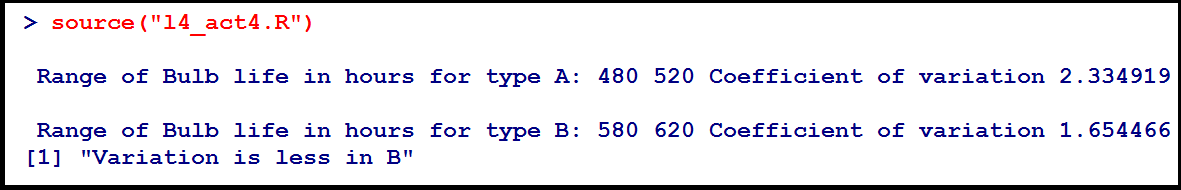 > source("l4_act4.R")
Range of Bulb life in hours for type A: 480 520 Coefficient of variation 2.334919
Range of Bulb life in hours for type B: 580 620 Coefficient of variation 1.654466
[1] "Variation is less in B"